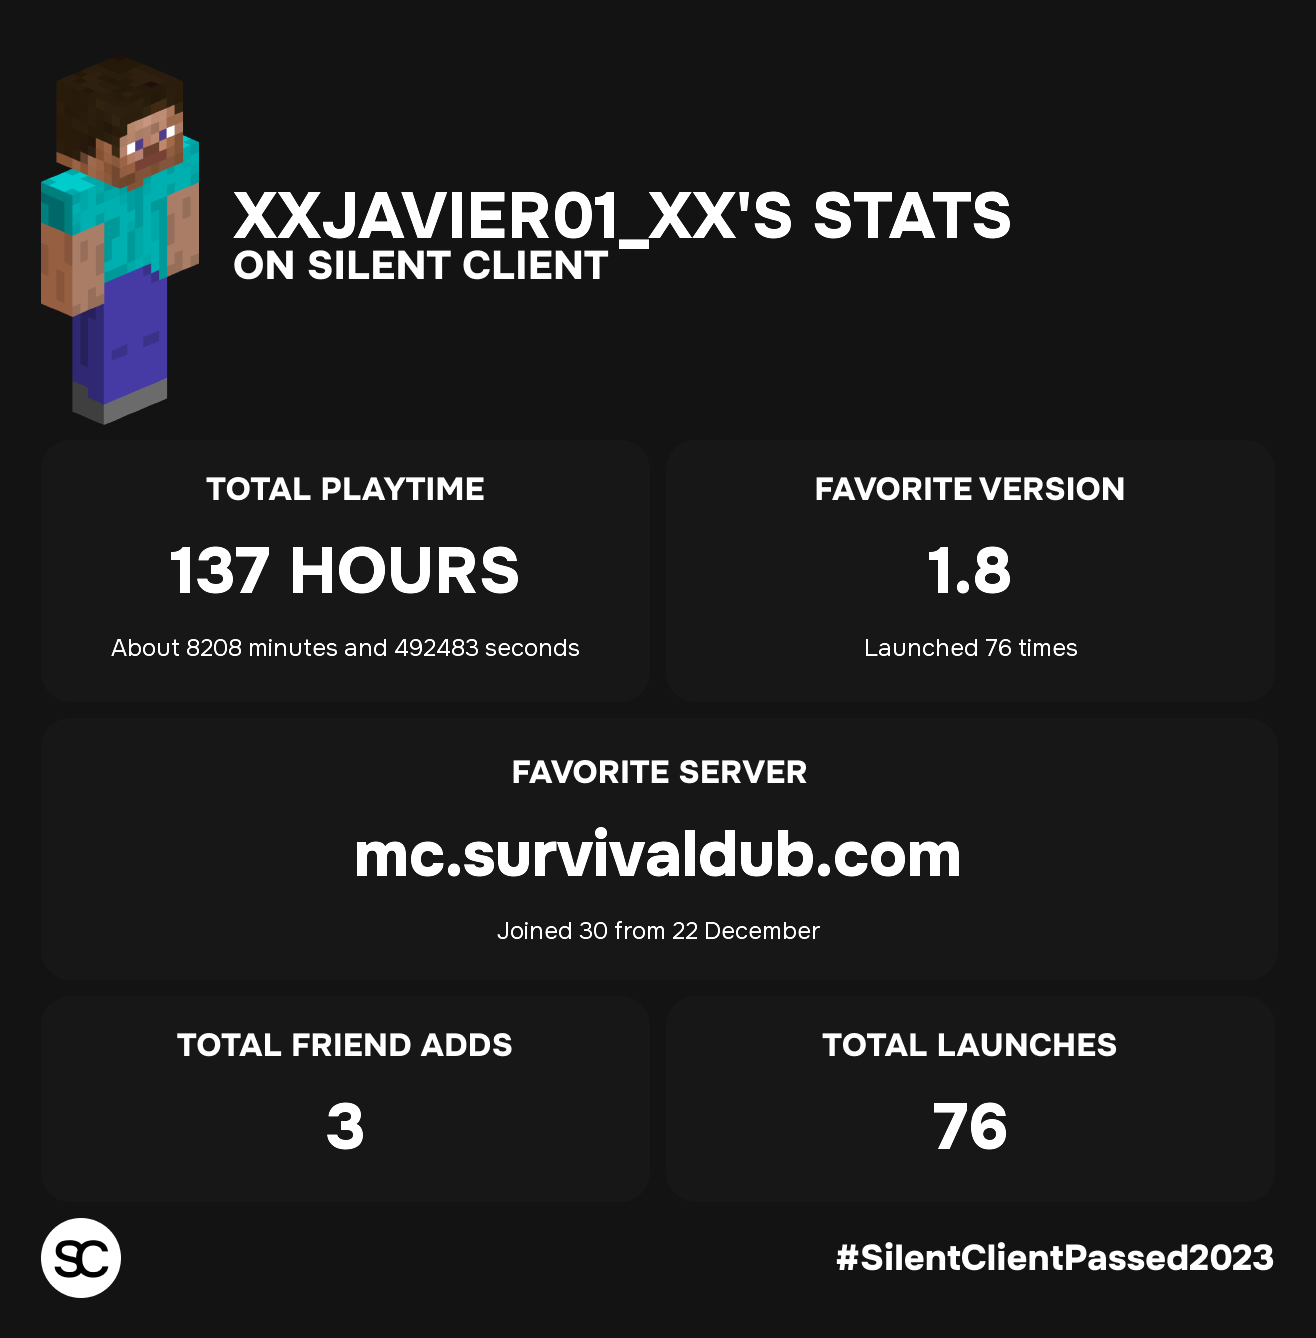 XXJAVIER01_XX'S STATS
ON SILENT CLIENT
TOTAL PLAYTIME
137 HOURS
About 8208 minutes and 492483 seconds
FAVORITE VERSION
1.8
Launched 76 times
FAVORITE SERVER
mc.survivaldub.com
Joined 30 from 22 December
TOTAL FRIEND ADDS
3
TOTAL LAUNCHES
76
SC
#SilentClientPassed2023